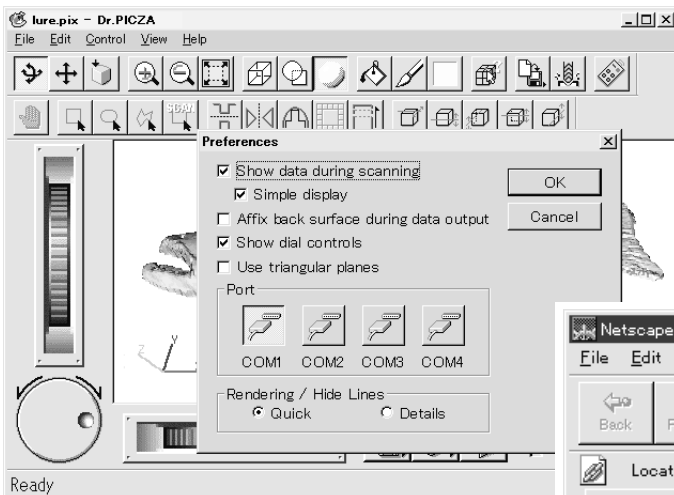 lure.pix - Dr.PICZA
File Edit Control View Help
SCAN
Preferences
Show data during scanning
Simple display
Affix back surface during data output
Show dial controls
Use triangular planes
OK
Cancel
Port
COM1 COM2 COM3 COM4
Rendering / Hide Lines
Quick Details
Z Y
Ready
Netscape
File Edit
Back
Locat